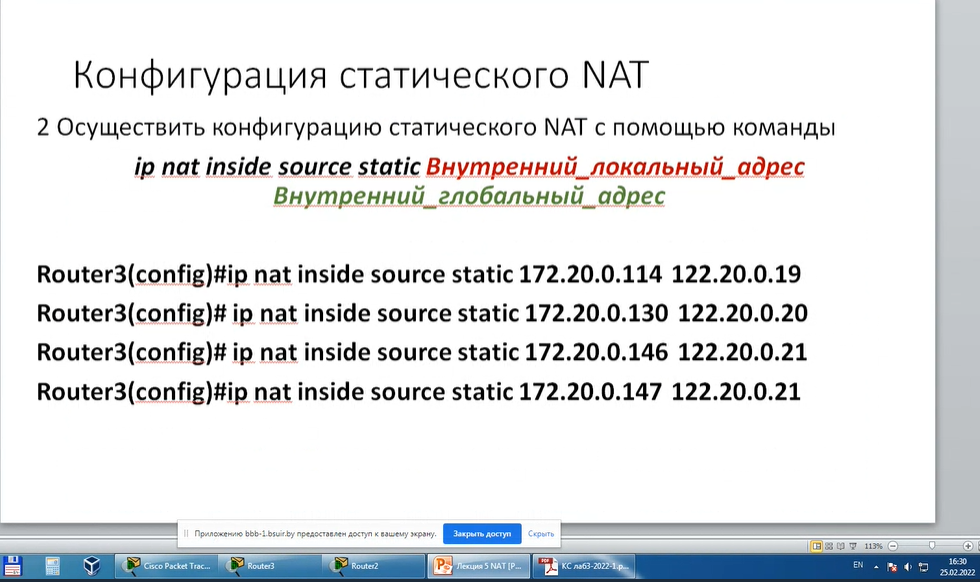 Конфигурация статического NAT
2 Осуществить конфигурацию статического NAT с помощью команды
ip nat inside source static Внутренний_локальный_адрес
Внутренний_глобальный_адрес
Router3(config)#ip nat inside source static 172.20.0.114 122.20.0.19
Router3(config)# ip nat inside source static 172.20.0.130 122.20.0.20
Router3(config)# ip nat inside source static 172.20.0.146 122.20.0.21
Router3(config)#ip nat inside source static 172.20.0.147 122.20.0.21
Приложению bbb-1.bsuir.by предоставлен доступ к вашему экрану. Закрыть доступ Скрыть
113%
Cisco Packet Trac... Router3 Router2 Лекция 5 NAT [P... КС лаб3-2022-1.p... EN 16:30
25.02.2022